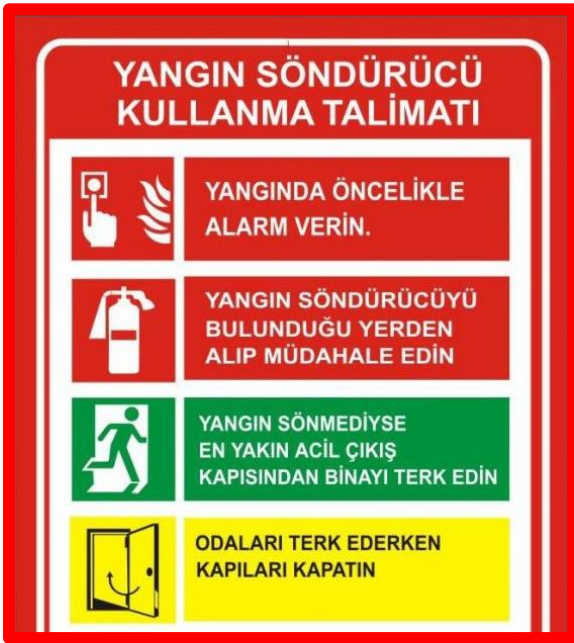 YANGIN SÖNDÜRÜCÜ
KULLANMA TALİMATI
YANGINDA ÖNCELİKLE
ALARM VERİN.
YANGIN SÖNDÜRÜCÜYÜ
BULUNDUĞU YERDEN
ALIP MÜDAHALE EDİN
YANGIN SÖNMEDİYSE
EN YAKIN ACİL ÇIKIŞ
KAPISINDAN BİNAYI TERK EDİN
ODALARI TERK EDERKEN
KAPILARI KAPATIN